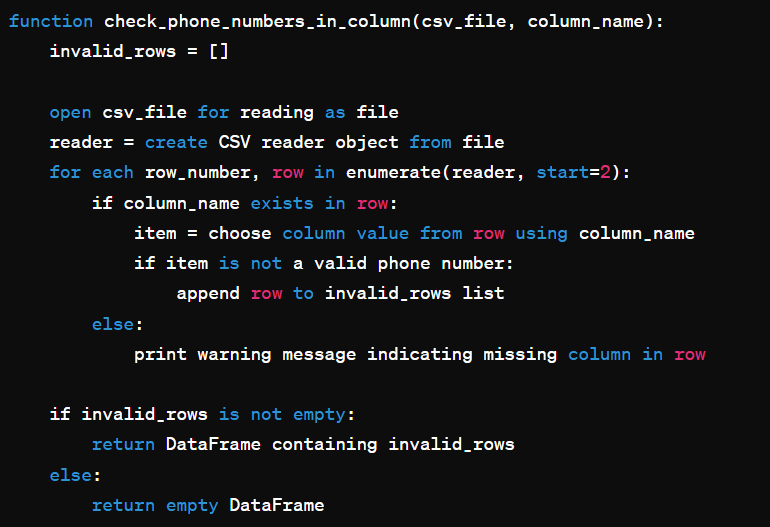 function check_phone_numbers_in_column(csv_file, column_name):
invalid_rows = []
open csv_file for reading as file
reader = create CSV reader object from file
for each row_number, row in enumerate(reader, start=2):
if column_name exists in row:
item = choose column value from row using column_name
if item is not a valid phone number:
append row to invalid_rows list
else:
print warning message indicating missing column in row
if invalid_rows is not empty:
return DataFrame containing invalid_rows
else:
return empty DataFrame